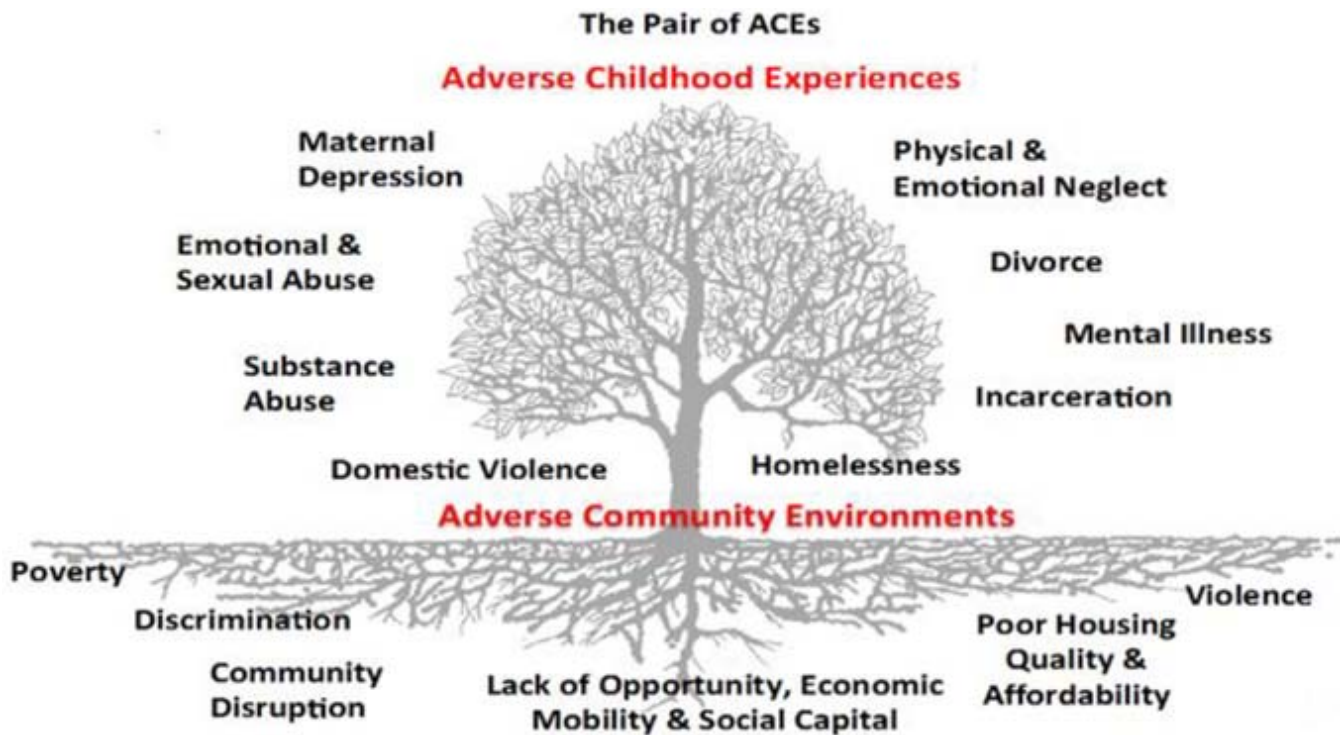 The Pair of ACEs
Adverse Childhood Experiences
Maternal
Depression
Physical &
Emotional Neglect
Emotional &
Sexual Abuse
Divorce
Mental Illness
Substance
Abuse
Incarceration
Domestic Violence
Homelessness
Adverse Community Environments
Poverty
Violence
Discrimination
Poor Housing
Quality &
Affordability
Community
Disruption
Lack of Opportunity, Economic
Mobility & Social Capital